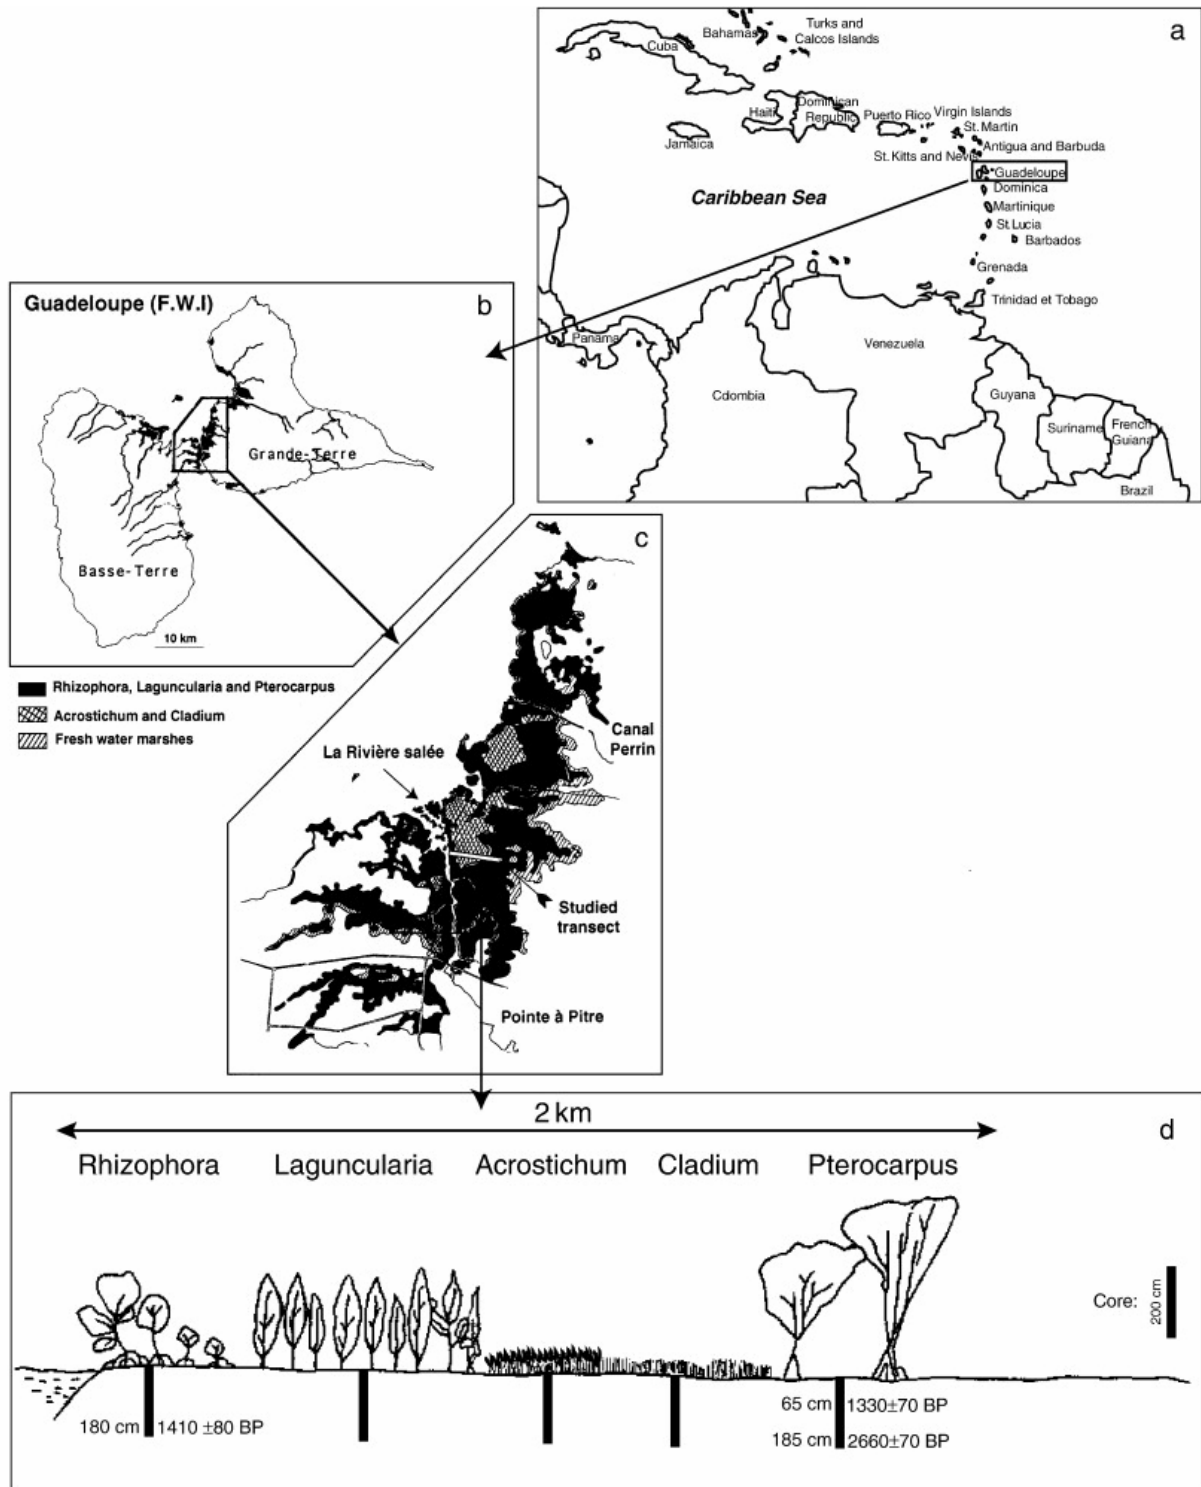 a
Bahamas
Turks and
Calcos Islands
Cuba
Haiti
Dominican
Republic
Puerto Rico
Virgin Islands
St. Martin
Jamaica
St. Kitts and Nevis
Antigua and Barbuda
Guadeloupe
Dominica
Caribbean Sea
Martinique
St. Lucia
Barbados
Grenada
Trinidad et Tobago
Panama
Venezuela
Cdombia
Guyana
Suriname
French
Guiana
Brazil
Guadeloupe (F.W.I)
b
Grande-Terre
Basse-Terre
10 km
Rhizophora, Laguncularia and Pterocarpus
Acrostichum and Cladium
Fresh water marshes
c
Canal
Perrin
La Rivière salée
Studied
transect
Pointe à Pitre
2 km
d
Rhizophora
Laguncularia
Acrostichum
Cladium
Pterocarpus
Core:
200 cm
180 cm
1410 ±80 BP
65 cm
1330±70 BP
185 cm
2660±70 BP